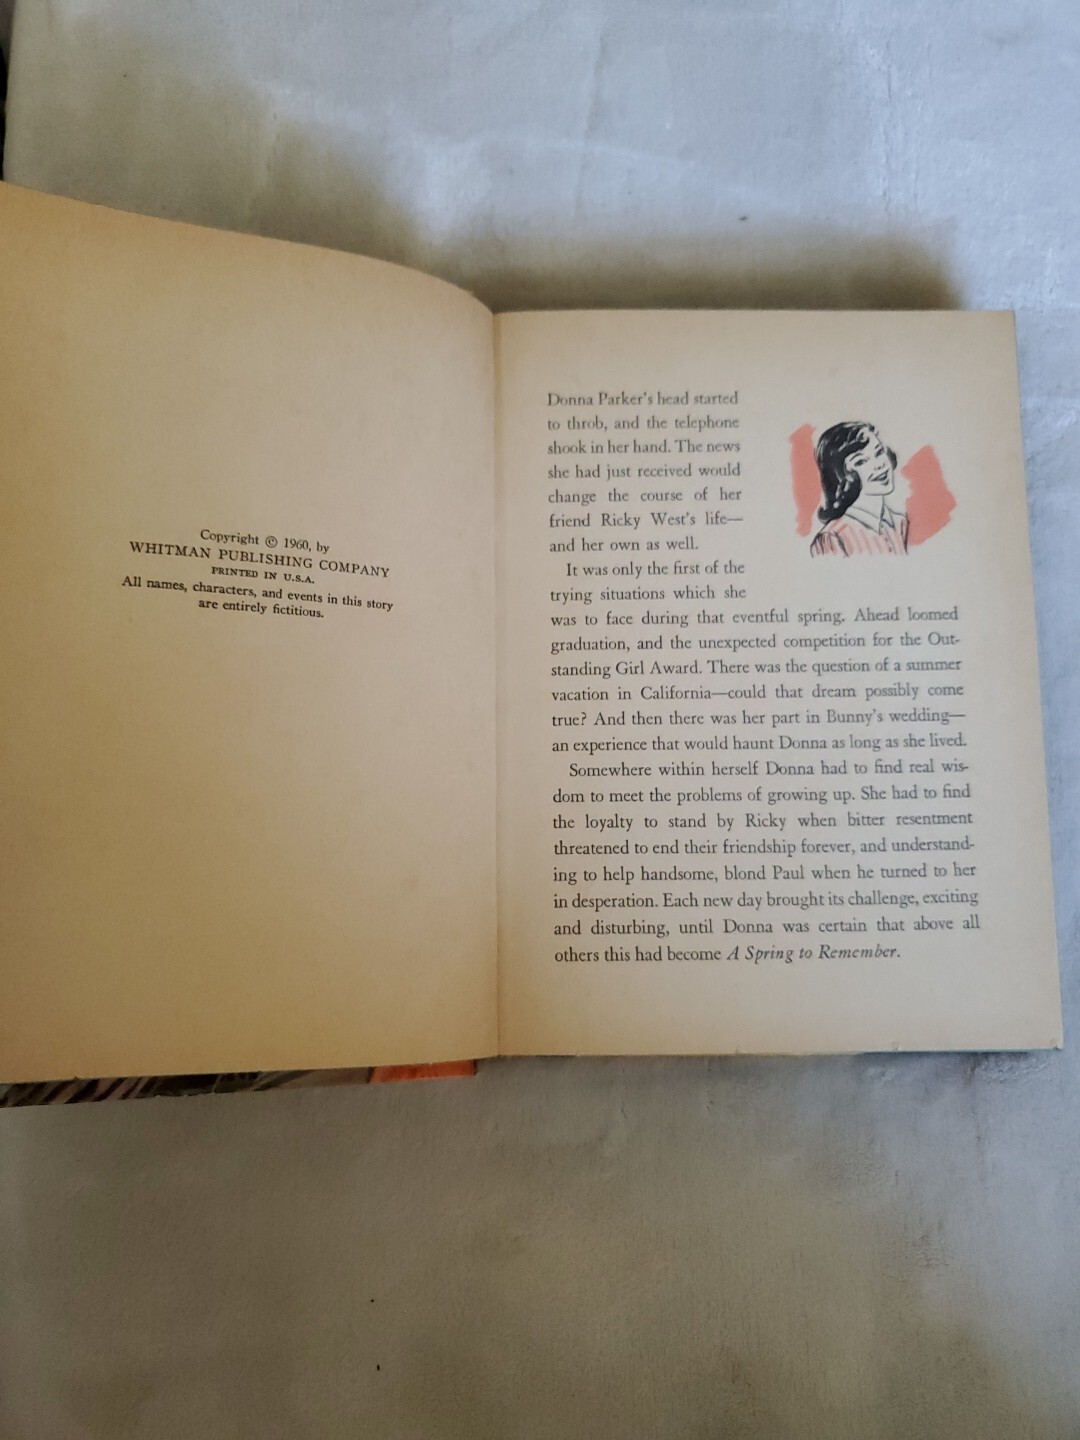 Copyright © 1960, by
WHITMAN PUBLISHING COMPANY
PRINTED IN U.S.A.
All names, characters, and events in this story
are entirely fictitious.
Donna Parker's head started
to throb, and the telephone
shook in her hand. The news
she had just received would
change the course of her
friend Ricky West's life—
and her own as well.
It was only the first of the
trying situations which she
was to face during that eventful spring. Ahead loomed
graduation, and the unexpected competition for the Out-
standing Girl Award. There was the question of a summer
vacation in California—could that dream possibly come
true? And then there was her part in Bunny's wedding—
an experience that would haunt Donna as long as she lived.
Somewhere within herself Donna had to find real wis-
dom to meet the problems of growing up. She had to find
the loyalty to stand by Ricky when bitter resentment
threatened to end their friendship forever, and understand-
ing to help handsome, blond Paul when he turned to her
in desperation. Each new day brought its challenge, exciting
and disturbing, until Donna was certain that above all
others this had become A Spring to Remember.